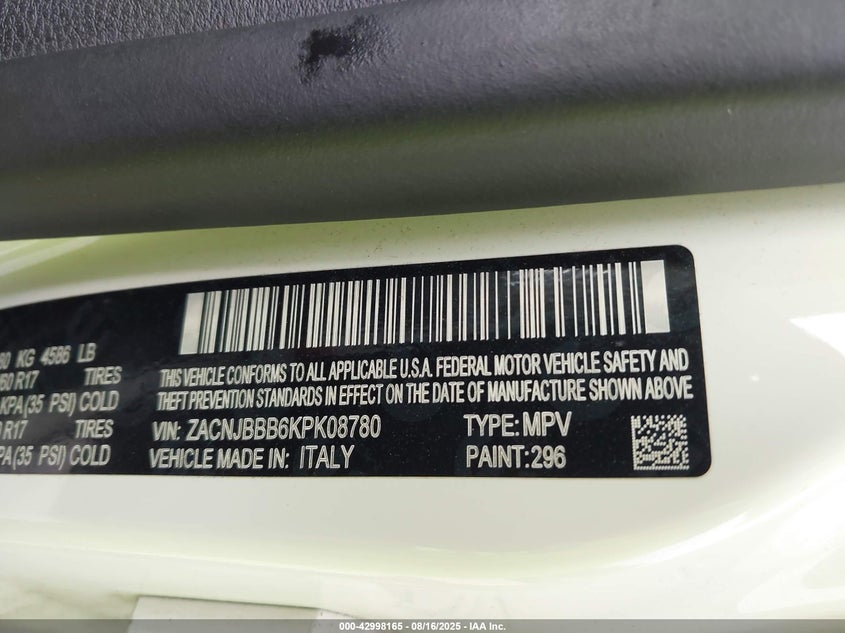 80 KG 4586 LB
60 R17 TIRES
KPA(35 PSI) COLD
R17 TIRES
PA(35 PSI) COLD
THIS VEHICLE CONFORMS TO ALL APPLICABLE U.S.A. FEDERAL MOTOR VEHICLE SAFETY AND
THEFT PREVENTION STANDARDS IN EFFECT ON THE DATE OF MANUFACTURE SHOWN ABOVE
VIN: ZACNJBBB6KPK08780 TYPE: MPV
VEHICLE MADE IN: ITALY PAINT:296
000-42998165 - 08/16/2025 - IAA Inc.